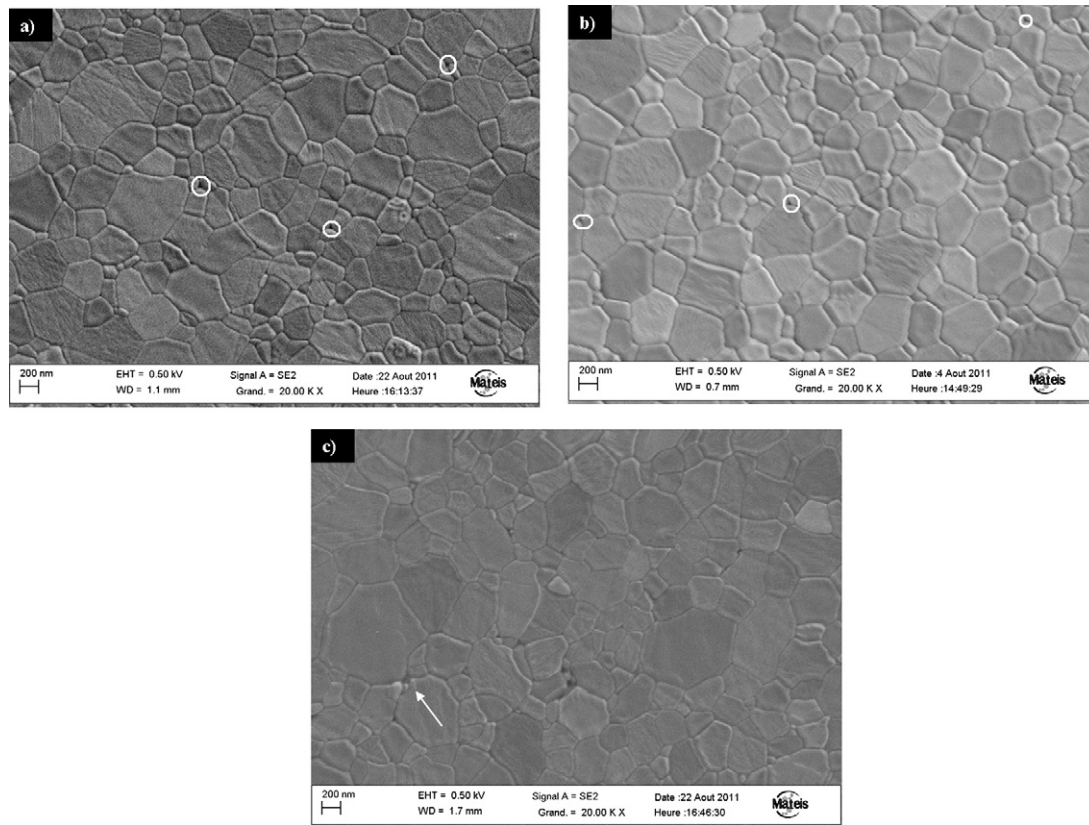 a)
200 nm
EHT = 0.50 kV
WD = 1.1 mm
Signal A = SE2
Grand. = 20.00 K X
Date :22 Aout 2011
Heure :16:13:37
Mateis
b)
200 nm
EHT = 0.50 kV
WD = 0.7 mm
Signal A = SE2
Grand. = 20.00 K X
Date :4 Aout 2011
Heure :14:49:29
Mateis
c)
200 nm
EHT = 0.50 kV
WD = 1.7 mm
Signal A = SE2
Grand. = 20.00 K X
Date :22 Aout 2011
Heure :16:46:30
Mateis